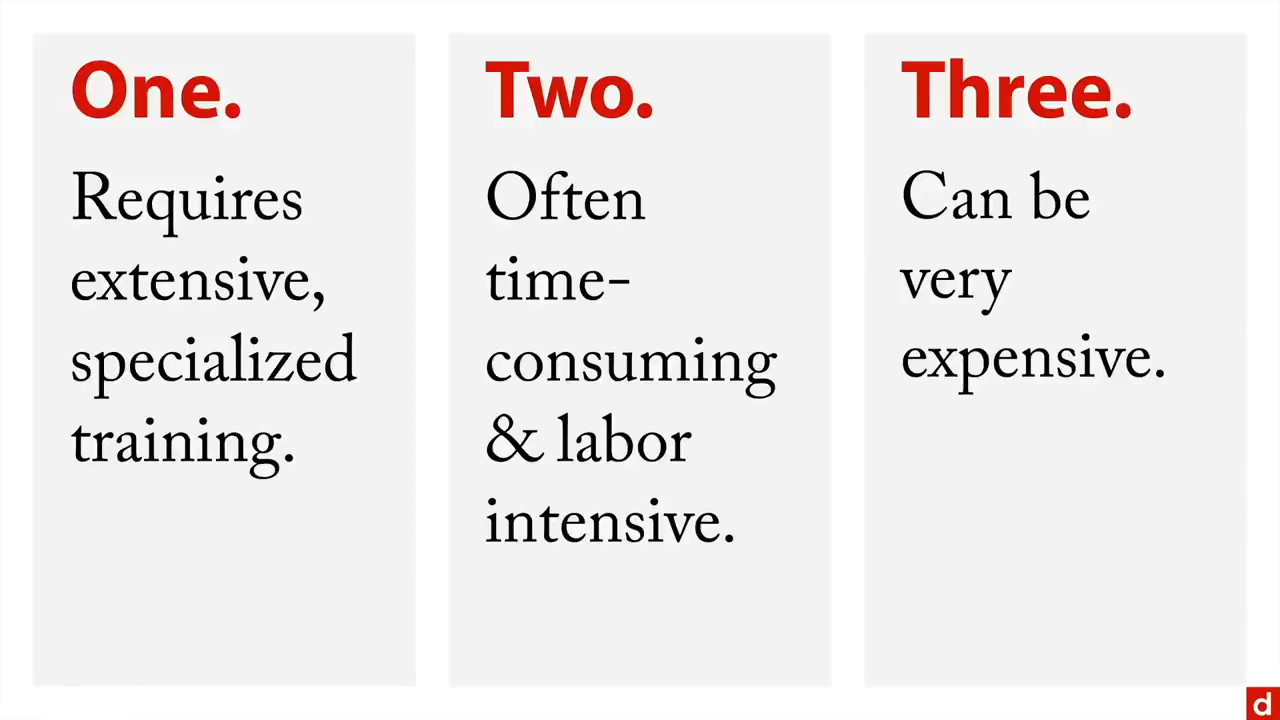 One.
Requires
extensive,
specialized
training.
Two.
Often
time-
consuming
& labor
intensive.
Three.
Can be
very
expensive.
d